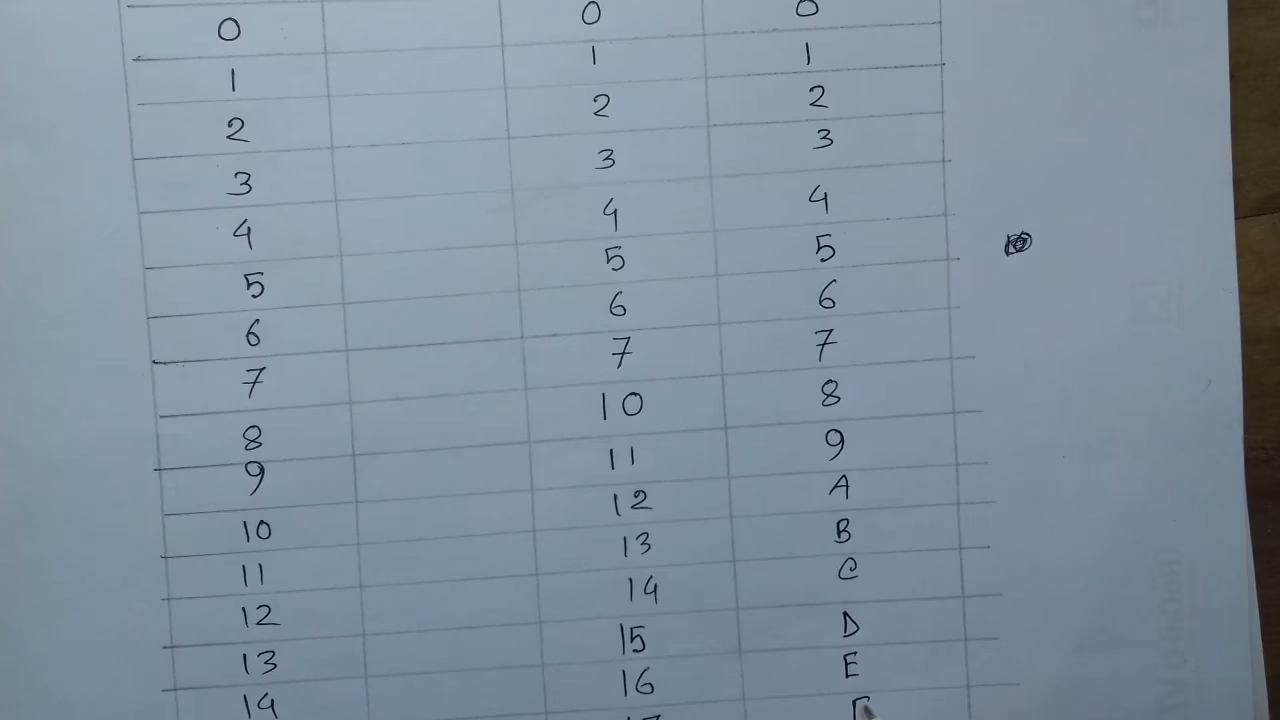 0 0 0
1 1 1
2 2 2
3 3 3
4 4 4
5 5 5
6 6 6
7 7 7
8 10 8
9 11 9
10 12 A
11 13 B
12 14 C
13 15 D
14 16 E
17